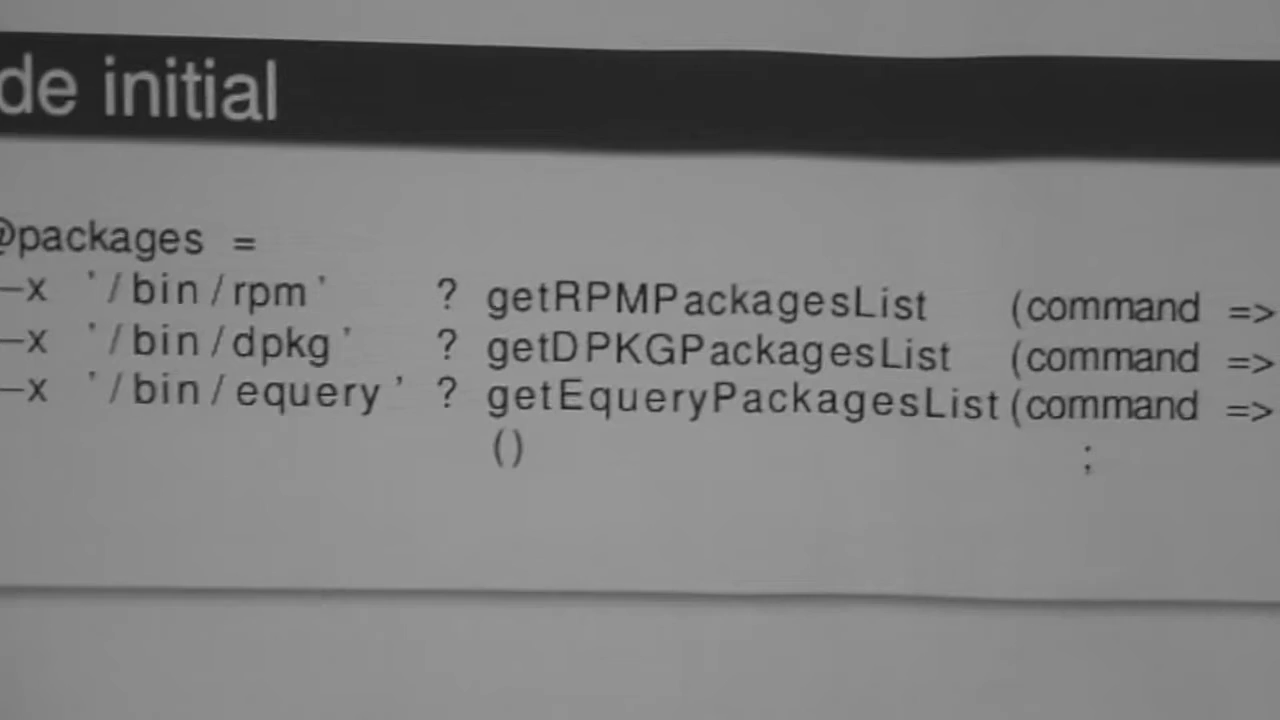 de initial
@packages =
-x '/bin/rpm' ? getRPMPackagesList (command =>
-x '/bin/dpkg' ? getDPKGPackagesList (command =>
-x '/bin/equery' ? getEqueryPackagesList (command =>
() ;